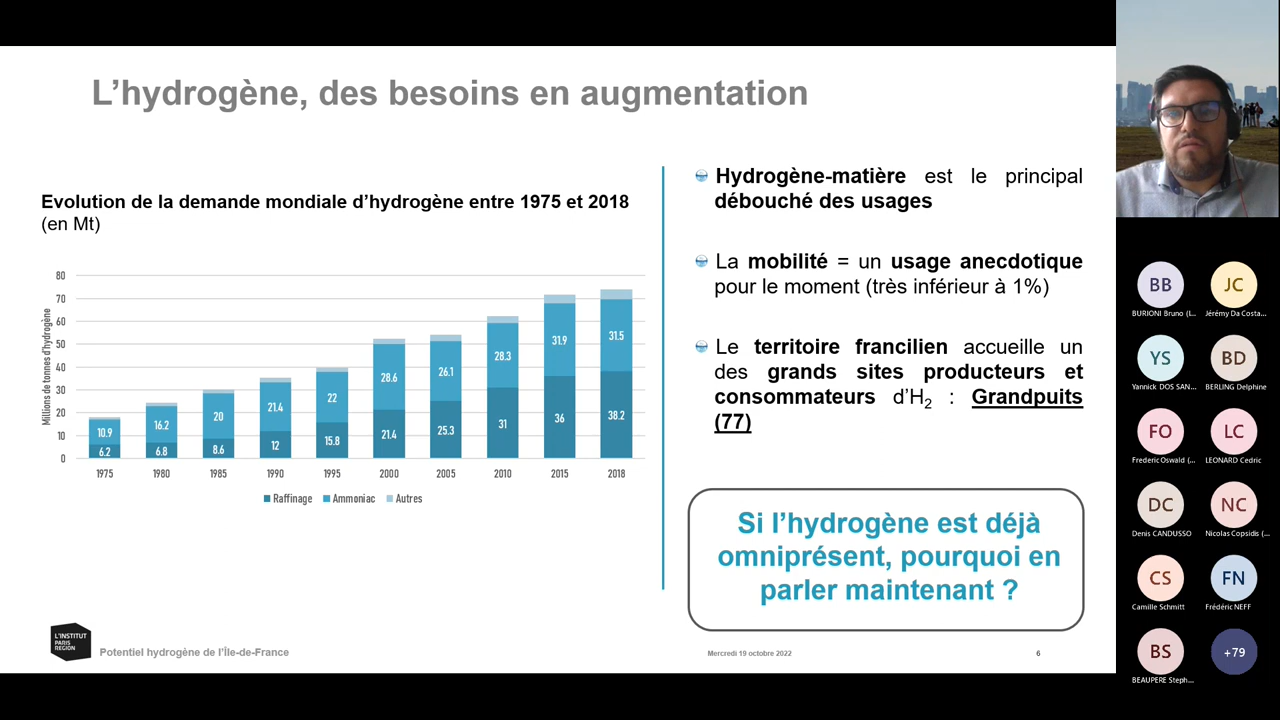 L'hydrogène, des besoins en augmentation
Evolution de la demande mondiale d'hydrogène entre 1975 et 2018
(en Mt)
Millions de tonnes d'hydrogène
80
70
60
50
40
30
20
10
0
10.9
6.2
16.2
6.8
20
8.6
21.4
12
22
15.8
28.6
21.4
26.1
25.3
28.3
31
31.9
36
31.5
38.2
1975 1980 1985 1990 1995 2000 2005 2010 2015 2018
Raffinage Ammoniac Autres
Hydrogène-matière est le principal
débouché des usages
La mobilité = un usage anecdotique
pour le moment (très inférieur à 1%)
Le territoire francilien accueille un
des grands sites producteurs et
consommateurs d'H2 : Grandpuits
(77)
Si l'hydrogène est déjà
omniprésent, pourquoi en
parler maintenant ?
L'INSTITUT
PARIS
REGION
Potentiel hydrogène de l'Île-de-France
Mercredi 19 octobre 2022
6
BB
BURIONI Bruno (I...
JC
Jérémy Da Costa...
YS
Yannick DOS SAN...
BD
BERLING Delphine
FO
Frederic Oswald (...
LC
LEONARD Cedric
DC
Denis CANDUSSO
NC
Nicolas Copsidis (...
CS
Camille Schmitt
FN
Frédéric NEFF
BS
BEAUPERE Steph...
+79